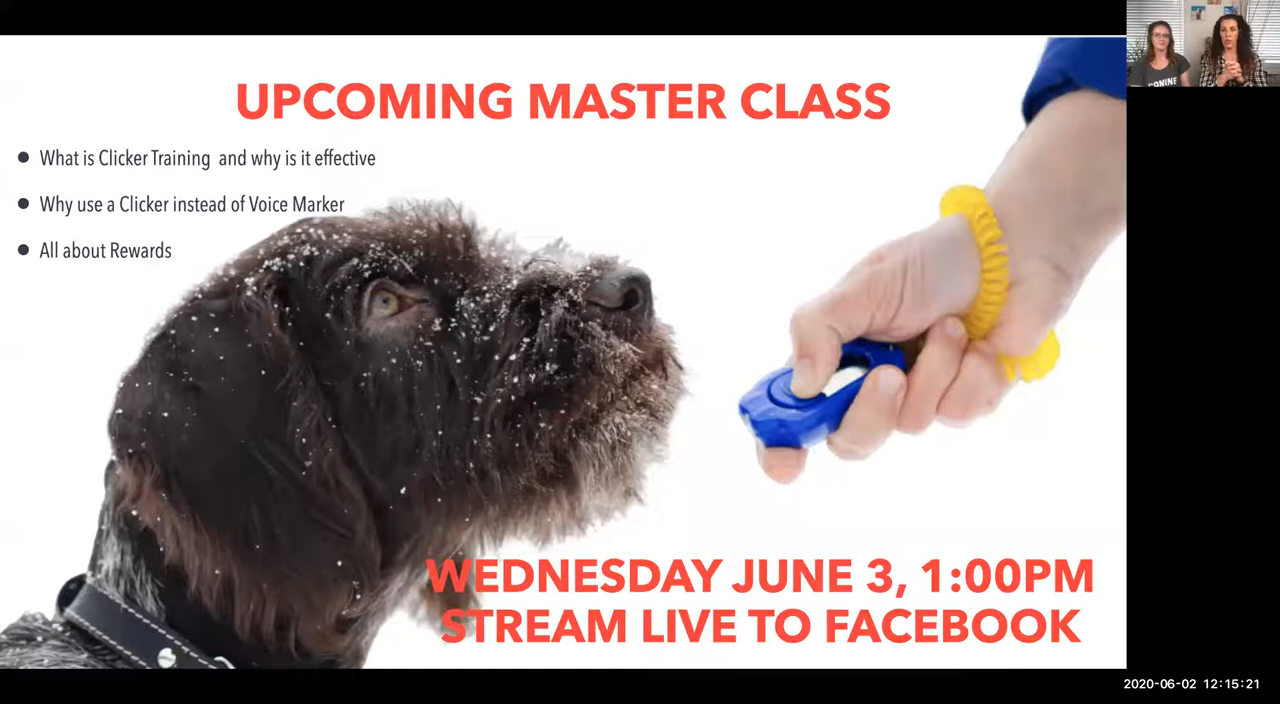 UPCOMING MASTER CLASS
● What is Clicker Training and why is it effective
● Why use a Clicker instead of Voice Marker
● All about Rewards
WEDNESDAY JUNE 3, 1:00PM
STREAM LIVE TO FACEBOOK
CANINE
2020-06-02 12:15:21